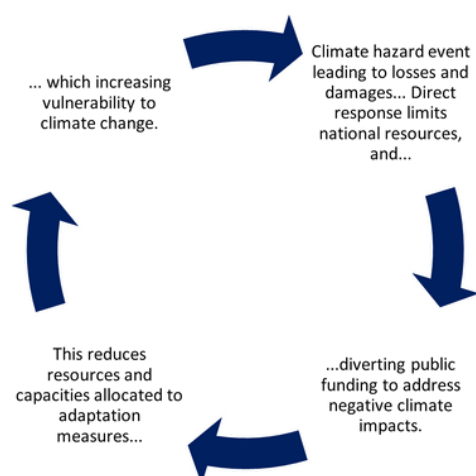 Climate hazard event
leading to losses and
damages... Direct
response limits
national resources,
and...
...diverting public
funding to address
negative climate
impacts.
This reduces
resources and
capacities allocated to
adaptation
measures...
... which increasing
vulnerability to
climate change.